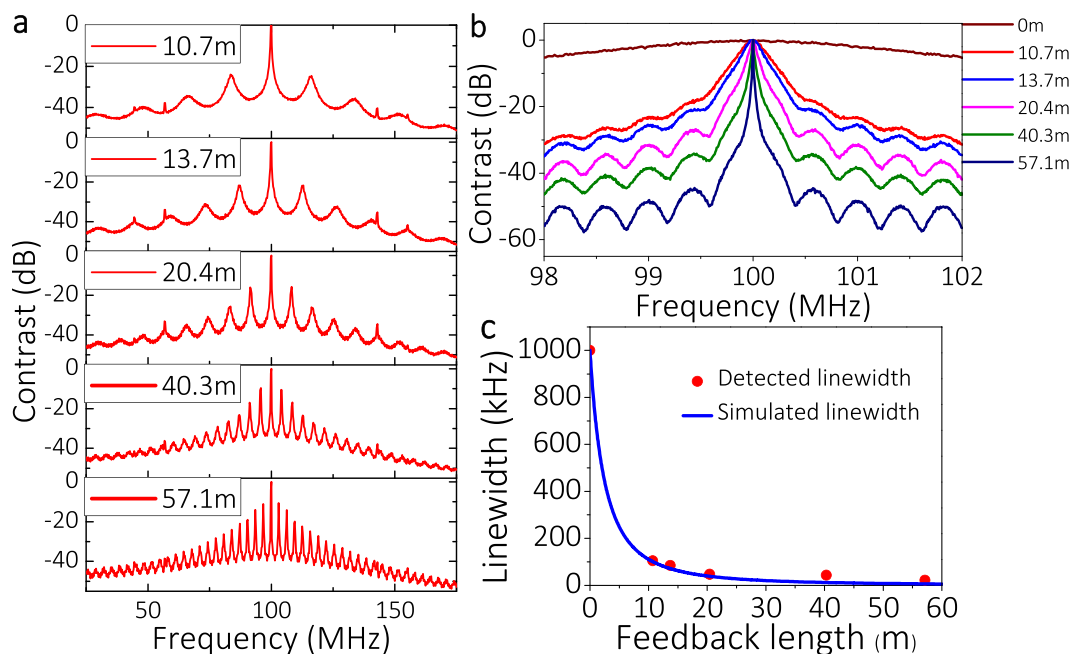 a
Contrast (dB)
0
-20
-40
10.7m
0
-20
-40
13.7m
0
-20
-40
20.4m
0
-20
-40
40.3m
0
-20
-40
57.1m
50 100 150
Frequency (MHz)
b
Contrast (dB)
0
-20
-40
-60
98 99 100 101 102
Frequency (MHz)
0m
10.7m
13.7m
20.4m
40.3m
57.1m
c
Linewidth (kHz)
1000
800
600
400
200
0
Detected linewidth
Simulated linewidth
0 10 20 30 40 50 60
Feedback length (m)